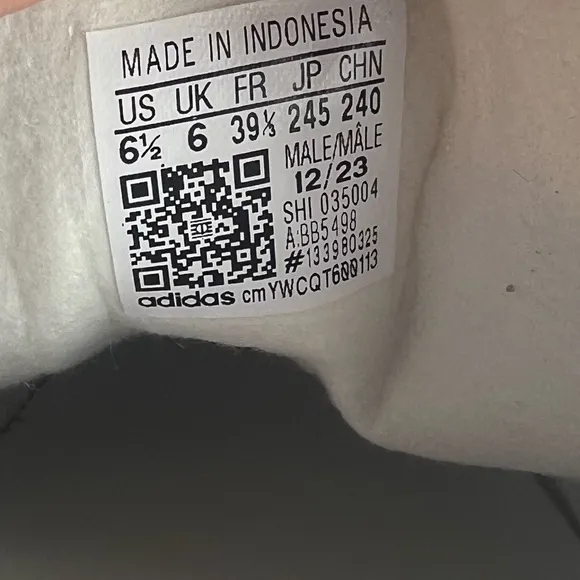 MADE IN INDONESIA
US UK FR JP CHN
6½ 6 39⅓ 245 240
MALE/MÂLE
12/23
SHI 035004
A:BB5498
#133980325
adidas cmYWCQT600113